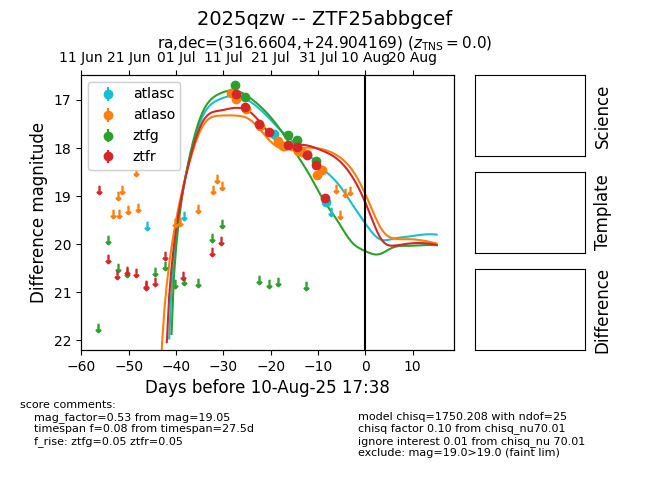 2025qzw -- ZTF25abbgcef
ra,dec=(316.6604,+24.904169) (zTNS = 0.0)
11 Jun 21 Jun 01 Jul 11 Jul 21 Jul 31 Jul 10 Aug 20 Aug
atlasc
atlaso
ztfg
ztfr
17
18
19
20
21
22
Difference magnitude
−60 −50 −40 −30 −20 −10 0 10
Days before 10-Aug-25 17:38
Science
Template
Difference
score comments:
mag_factor=0.53 from mag=19.05
timespan f=0.08 from timespan=27.5d
f_rise: ztfg=0.05 ztfr=0.05
model chisq=1750.208 with ndof=25
chisq factor 0.10 from chisq_nu70.01
ignore interest 0.01 from chisq_nu 70.01
exclude: mag=19.0>19.0 (faint lim)